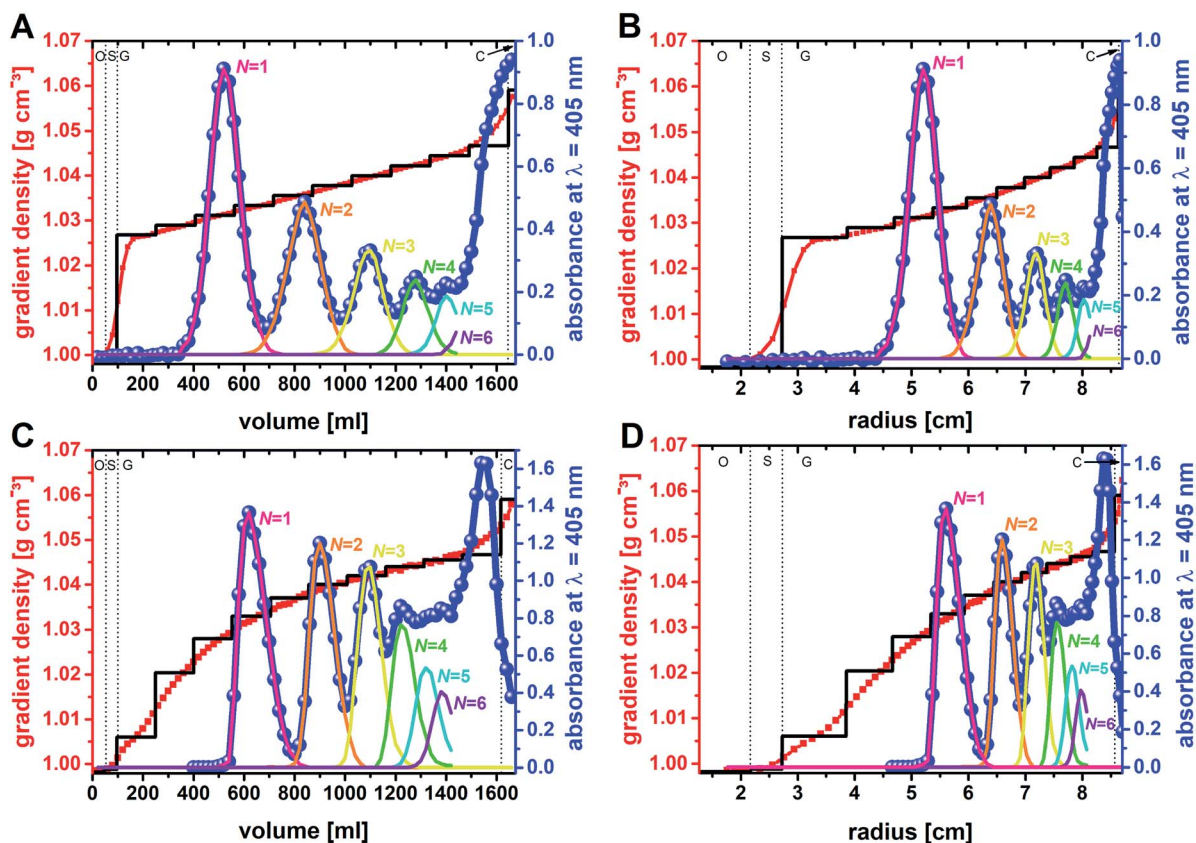 A
gradient density [g cm⁻³]
1.07
1.06
1.05
1.04
1.03
1.02
1.01
1.00
O S G C
N=1
N=2
N=3
N=4
N=5
N=6
1.0
0.8
0.6
0.4
0.2
0.0
absorbance at λ = 405 nm
0 200 400 600 800 1000 1200 1400 1600
volume [ml]
B
gradient density [g cm⁻³]
1.07
1.06
1.05
1.04
1.03
1.02
1.01
1.00
O S G C
N=1
N=2
N=3
N=4
N=5
N=6
1.0
0.8
0.6
0.4
0.2
0.0
absorbance at λ = 405 nm
2 3 4 5 6 7 8
radius [cm]
C
gradient density [g cm⁻³]
1.07
1.06
1.05
1.04
1.03
1.02
1.01
1.00
O S G C
N=1
N=2
N=3
N=4
N=5
N=6
1.6
1.4
1.2
1.0
0.8
0.6
0.4
0.2
0.0
absorbance at λ = 405 nm
0 200 400 600 800 1000 1200 1400 1600
volume [ml]
D
gradient density [g cm⁻³]
1.07
1.06
1.05
1.04
1.03
1.02
1.01
1.00
O S G C
N=1
N=2
N=3
N=4
N=5
N=6
1.6
1.4
1.2
1.0
0.8
0.6
0.4
0.2
0.0
absorbance at λ = 405 nm
2 3 4 5 6 7 8
radius [cm]